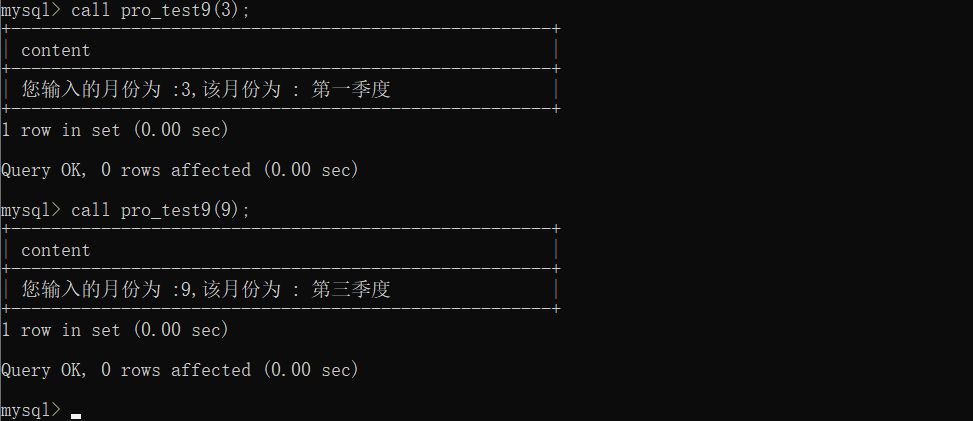 mysql> call pro_test9(3);
+------------------------------------------------------+
| content                                              |
+------------------------------------------------------+
| 您输入的月份为 :3,该月份为 : 第一季度                |
+------------------------------------------------------+
1 row in set (0.00 sec)
Query OK, 0 rows affected (0.00 sec)
mysql> call pro_test9(9);
+------------------------------------------------------+
| content                                              |
+------------------------------------------------------+
| 您输入的月份为 :9,该月份为 : 第三季度                |
+------------------------------------------------------+
1 row in set (0.00 sec)
Query OK, 0 rows affected (0.00 sec)
mysql> _